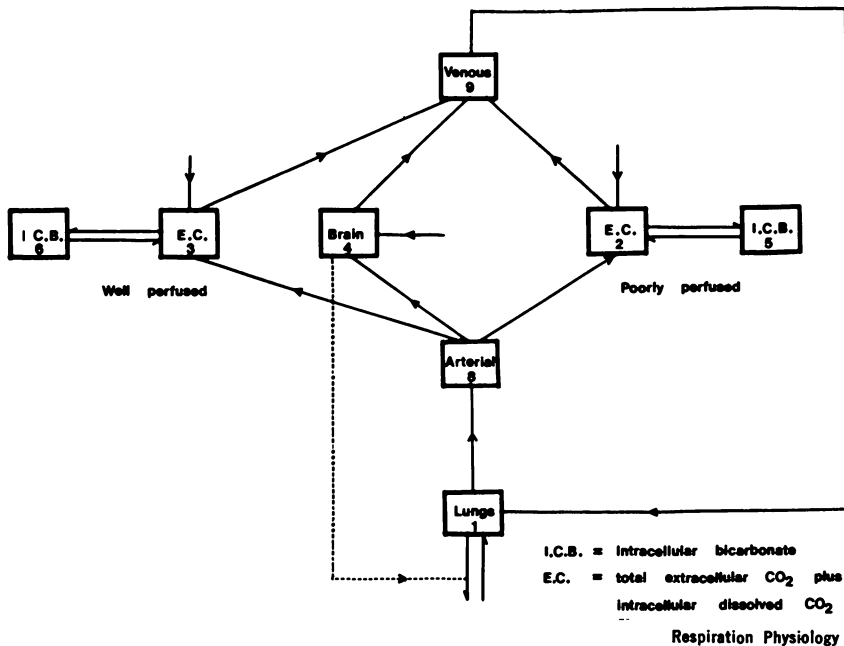 Venous
9
I C.B.
6
E.C.
3
Brain
4
E.C.
2
I.C.B.
5
Well perfused
Poorly perfused
Arterial
8
Lungs
1
I.C.B. = Intracellular bicarbonate
E.C. = total extracellular CO₂ plus
intracellular dissolved CO₂
Respiration Physiology